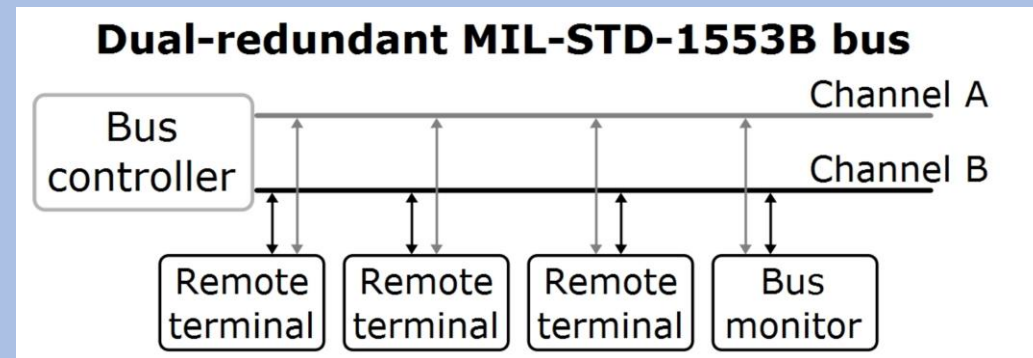 Dual-redundant MIL-STD-1553B bus
Channel A
Bus
controller
Channel B
Remote
terminal
Remote
terminal
Remote
terminal
Bus
monitor